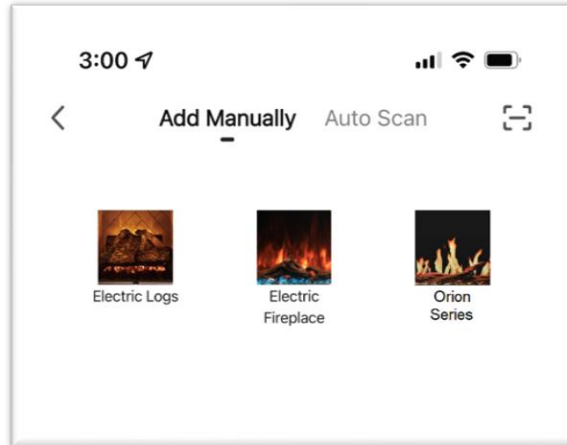 3:00
Add Manually Auto Scan
Electric Logs
Electric
Fireplace
Orion
Series